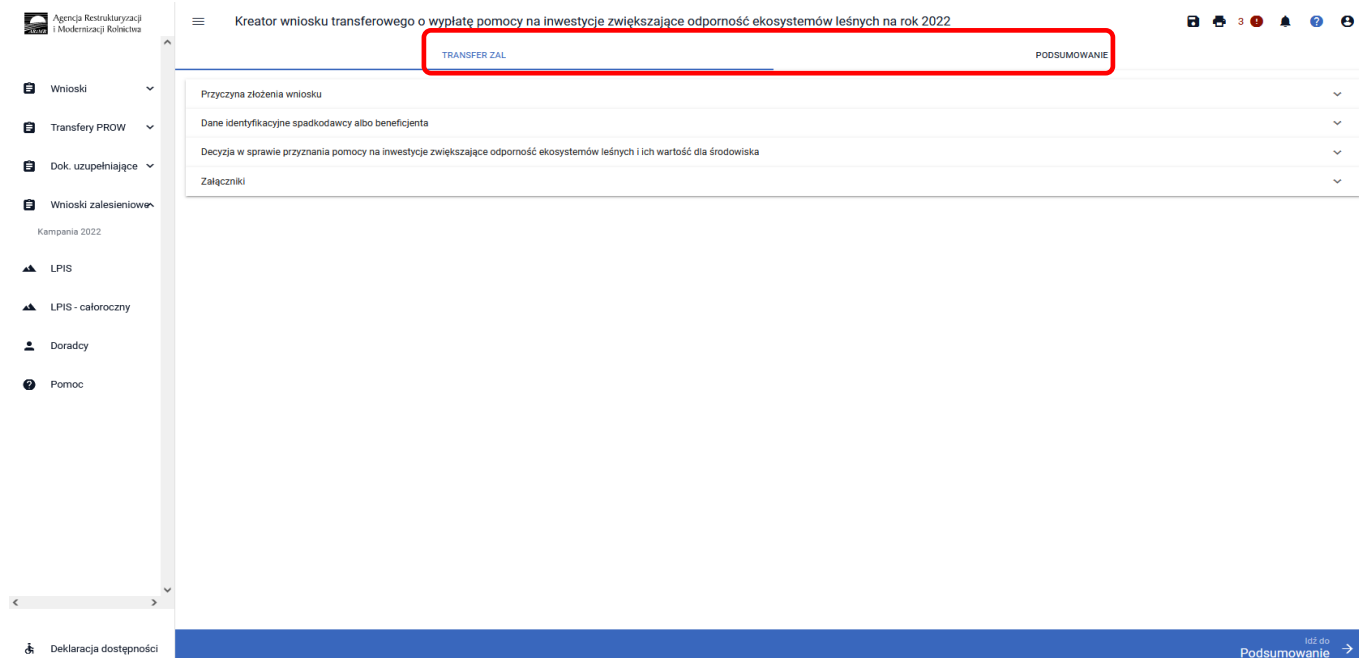 Agencja Restrukturyzacji
i Modernizacji Rolnictwa
Kreator wniosku transferowego o wypłatę pomocy na inwestycje zwiększające odporność ekosystemów leśnych na rok 2022
3
TRANSFER ZAL
PODSUMOWANIE
Wnioski
Transfery PROW
Dok. uzupełniające
Wnioski zalesieniowe
Kampania 2022
LPIS
LPIS - całoroczny
Doradcy
Pomoc
Deklaracja dostępności
Przyczyna złożenia wniosku
Dane identyfikacyjne spadkodawcy albo beneficjenta
Decyzja w sprawie przyznania pomocy na inwestycje zwiększające odporność ekosystemów leśnych i ich wartość dla środowiska
Załączniki
Idź do
Podsumowanie